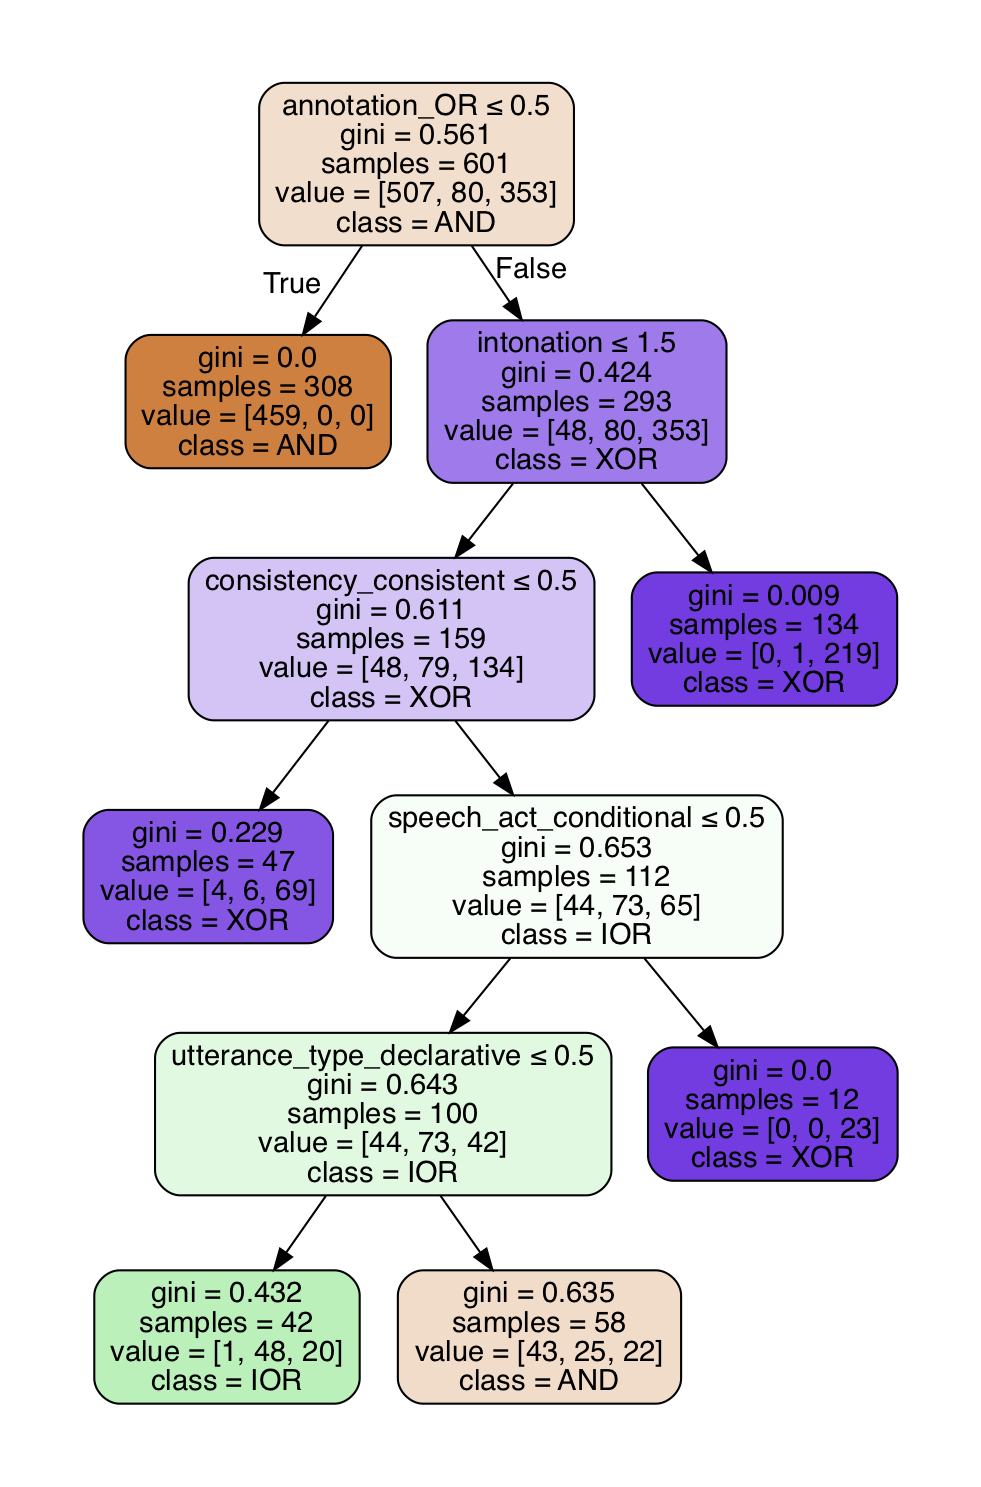 annotation_OR ≤ 0.5
gini = 0.561
samples = 601
value = [507, 80, 353]
class = AND
True
False
gini = 0.0
samples = 308
value = [459, 0, 0]
class = AND
intonation ≤ 1.5
gini = 0.424
samples = 293
value = [48, 80, 353]
class = XOR
consistency_consistent ≤ 0.5
gini = 0.611
samples = 159
value = [48, 79, 134]
class = XOR
gini = 0.009
samples = 134
value = [0, 1, 219]
class = XOR
gini = 0.229
samples = 47
value = [4, 6, 69]
class = XOR
speech_act_conditional ≤ 0.5
gini = 0.653
samples = 112
value = [44, 73, 65]
class = IOR
utterance_type_declarative ≤ 0.5
gini = 0.643
samples = 100
value = [44, 73, 42]
class = IOR
gini = 0.0
samples = 12
value = [0, 0, 23]
class = XOR
gini = 0.432
samples = 42
value = [1, 48, 20]
class = IOR
gini = 0.635
samples = 58
value = [43, 25, 22]
class = AND